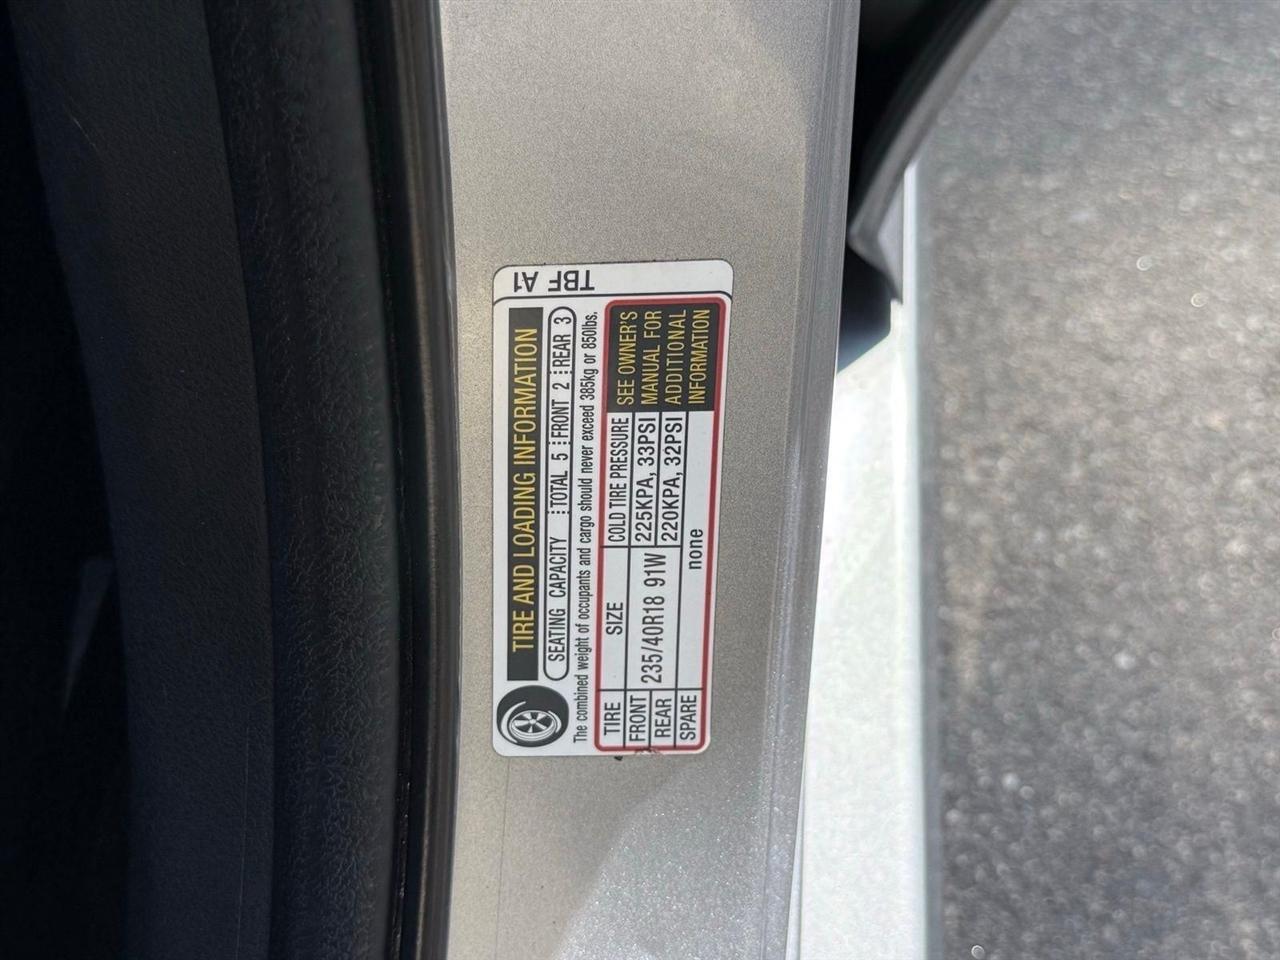 TBF A1
TIRE AND LOADING INFORMATION
SEATING CAPACITY TOTAL 5 FRONT 2 REAR 3
The combined weight of occupants and cargo should never exceed 385kg or 850lbs.
TIRE SIZE COLD TIRE PRESSURE
FRONT 235/40R18 91W 225KPA, 33PSI
REAR 220KPA, 32PSI
SPARE none
SEE OWNER'S
MANUAL FOR
ADDITIONAL
INFORMATION